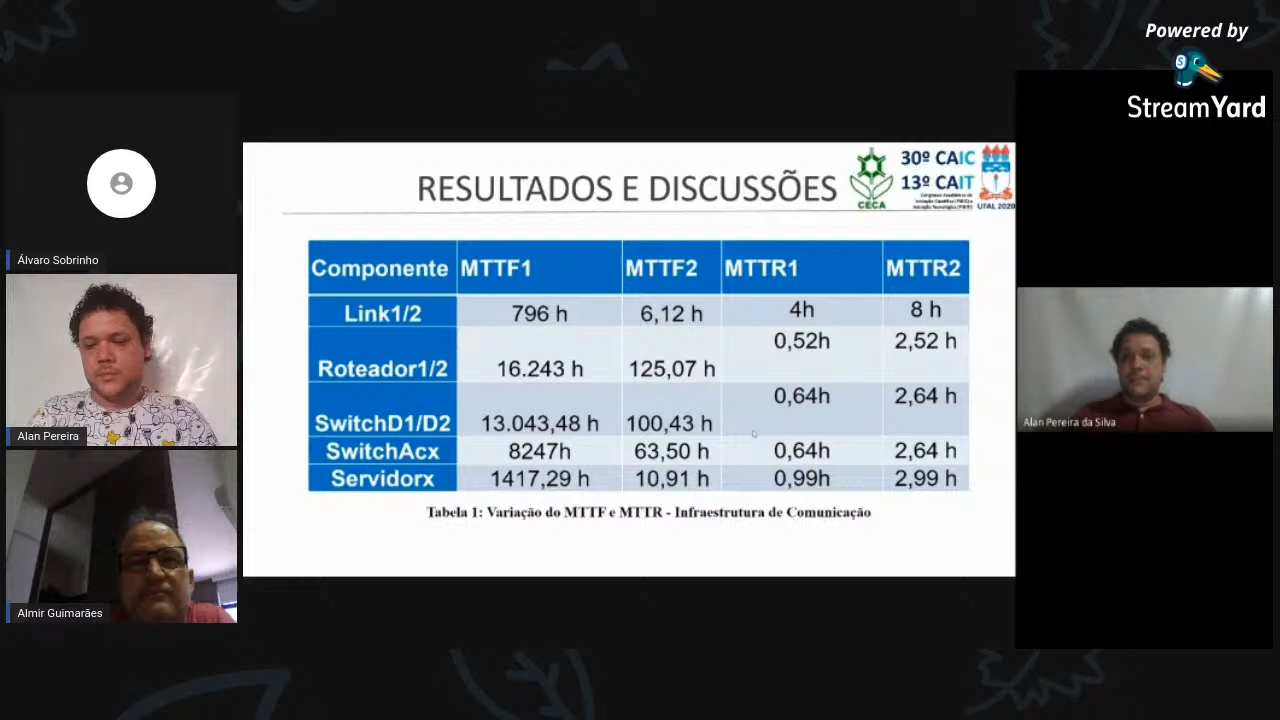 Powered by
StreamYard
RESULTADOS E DISCUSSÕES
CECA
30º CAIC
13º CAIT
UFAL 2020
Componente MTTF1 MTTF2 MTTR1 MTTR2
Link1/2 796 h 6,12 h 4h 8 h
Roteador1/2 16.243 h 125,07 h 0,52h 2,52 h
SwitchD1/D2 13.043,48 h 100,43 h 0,64h 2,64 h
SwitchAcx 8247h 63,50 h 0,64h 2,64 h
Servidorx 1417,29 h 10,91 h 0,99h 2,99 h
Tabela 1: Variação do MTTF e MTTR - Infraestrutura de Comunicação
Álvaro Sobrinho
Alan Pereira
Almir Guimarães
Alan Pereira da Silva